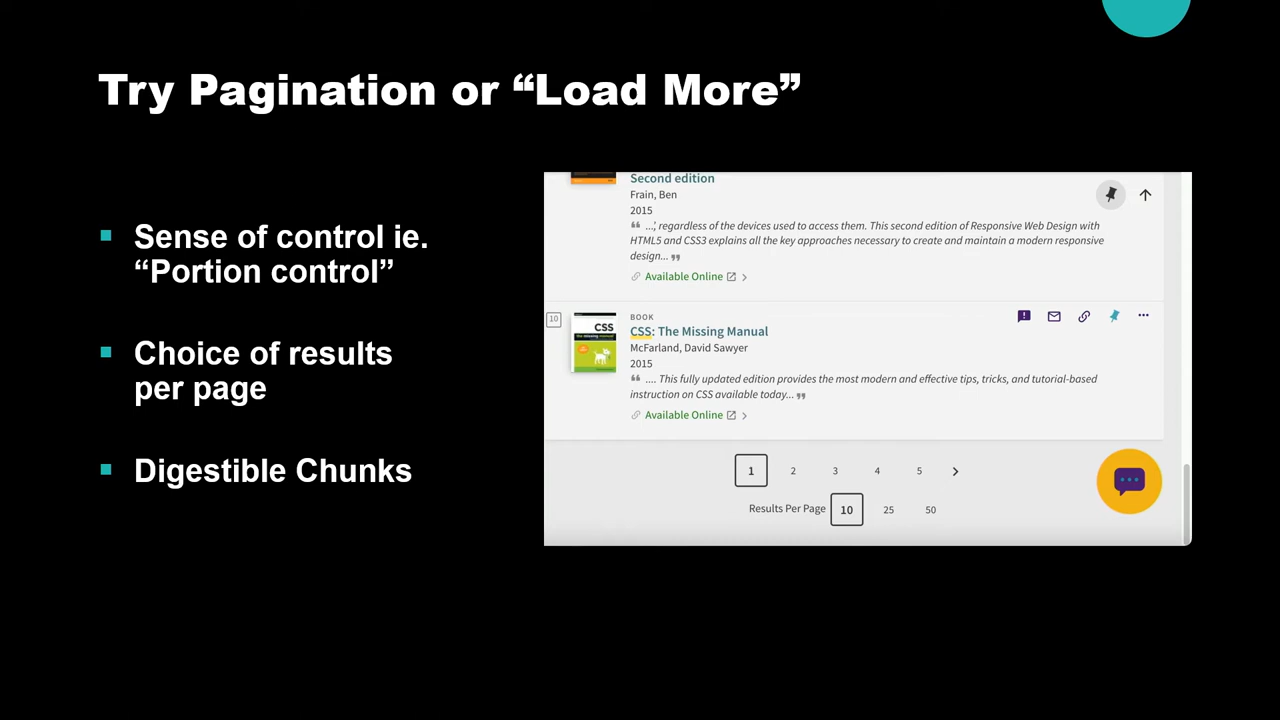 Try Pagination or “Load More”
Sense of control ie.
“Portion control”
Choice of results
per page
Digestible Chunks
Second edition
Frain, Ben
2015
❝ ...', regardless of the devices used to access them. This second edition of Responsive Web Design with
HTML5 and CSS3 explains all the key approaches necessary to create and maintain a modern responsive
design... ❞
Available Online
10
CSS
the missing manual
BOOK
CSS: The Missing Manual
McFarland, David Sawyer
2015
❝ .... This fully updated edition provides the most modern and effective tips, tricks, and tutorial-based
instruction on CSS available today... ❞
Available Online
1 2 3 4 5
Results Per Page 10 25 50